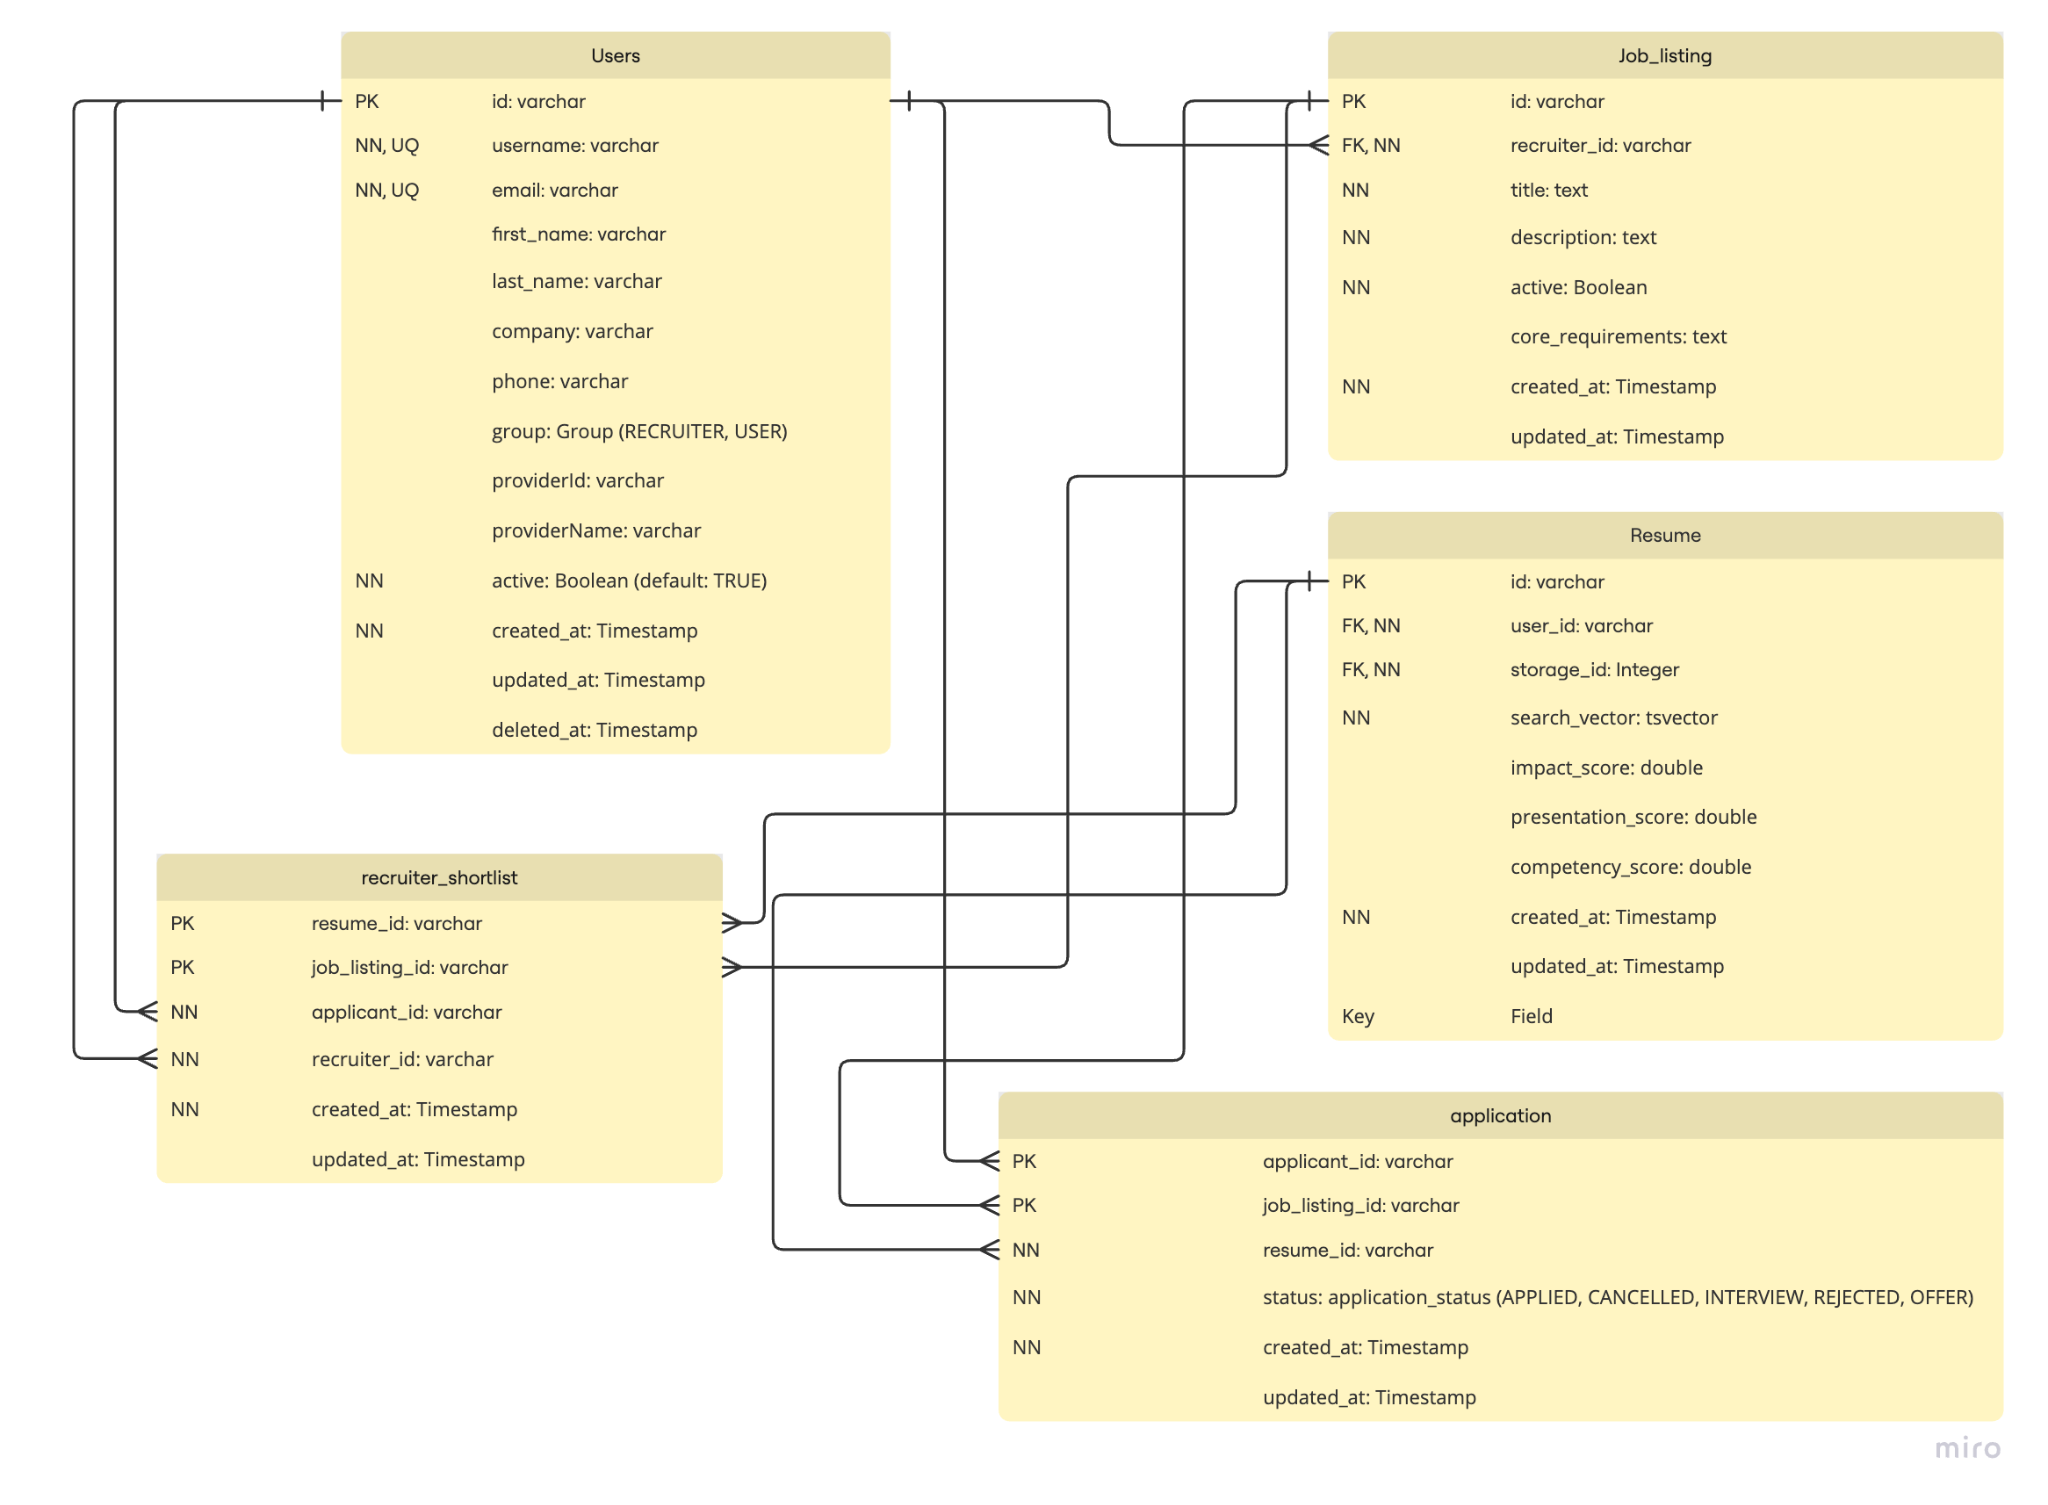 Users
PK id: varchar
NN, UQ username: varchar
NN, UQ email: varchar
first_name: varchar
last_name: varchar
company: varchar
phone: varchar
group: Group (RECRUITER, USER)
providerId: varchar
providerName: varchar
NN active: Boolean (default: TRUE)
NN created_at: Timestamp
updated_at: Timestamp
deleted_at: Timestamp
Job_listing
PK id: varchar
FK, NN recruiter_id: varchar
NN title: text
NN description: text
NN active: Boolean
core_requirements: text
NN created_at: Timestamp
updated_at: Timestamp
Resume
PK id: varchar
FK, NN user_id: varchar
FK, NN storage_id: Integer
NN search_vector: tsvector
impact_score: double
presentation_score: double
competency_score: double
NN created_at: Timestamp
updated_at: Timestamp
Key Field
recruiter_shortlist
PK resume_id: varchar
PK job_listing_id: varchar
NN applicant_id: varchar
NN recruiter_id: varchar
NN created_at: Timestamp
updated_at: Timestamp
application
PK applicant_id: varchar
PK job_listing_id: varchar
NN resume_id: varchar
NN status: application_status (APPLIED, CANCELLED, INTERVIEW, REJECTED, OFFER)
NN created_at: Timestamp
updated_at: Timestamp
miro